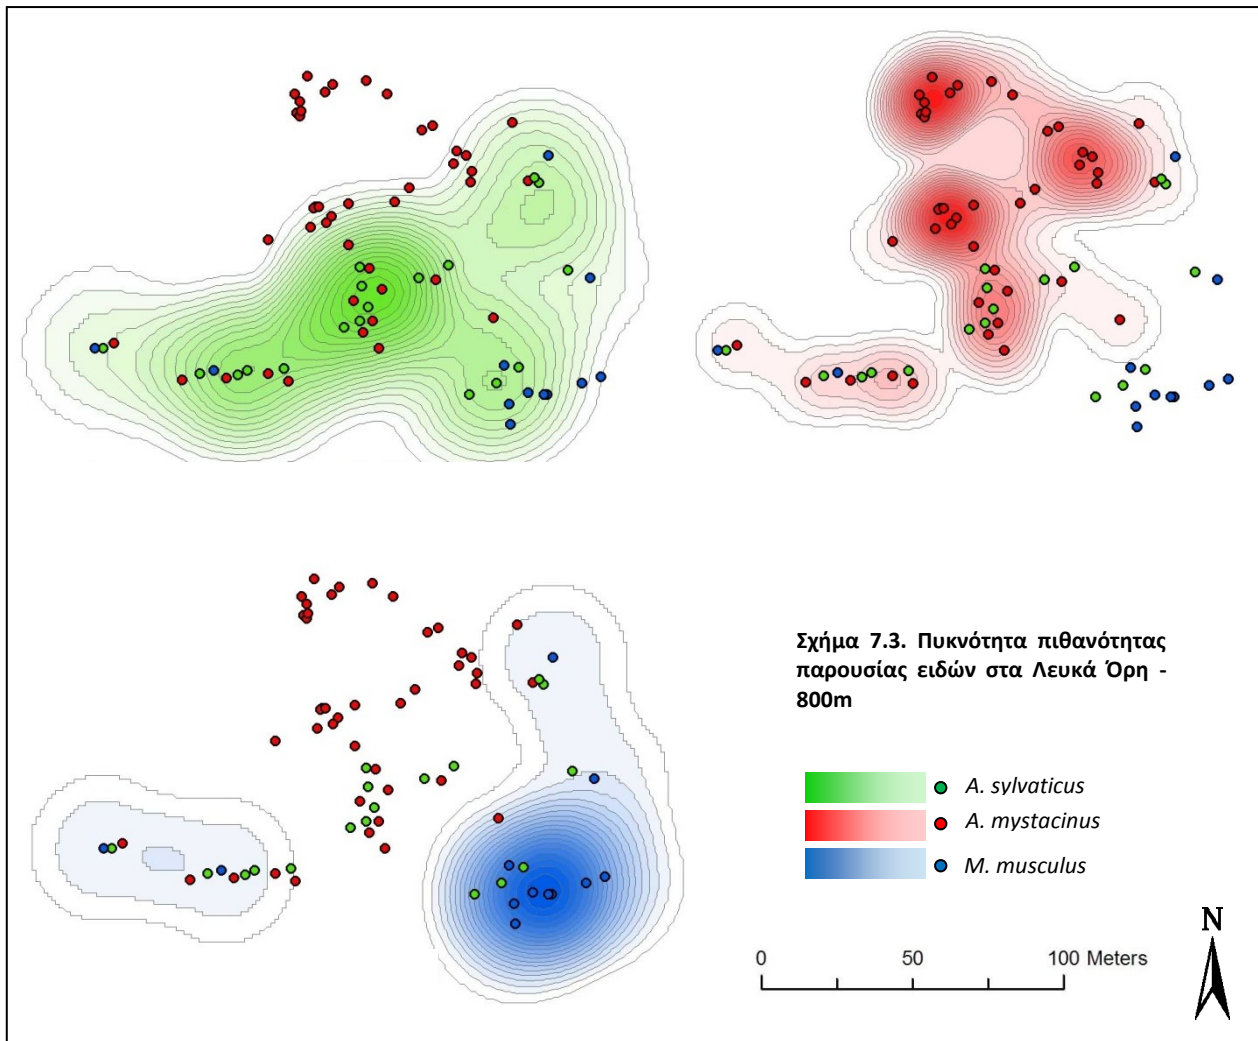 Σχήμα 7.3. Πυκνότητα πιθανότητας
παρουσίας ειδών στα Λευκά Όρη -
800m
A. sylvaticus
A. mystacinus
M. musculus
0 50 100 Meters
N